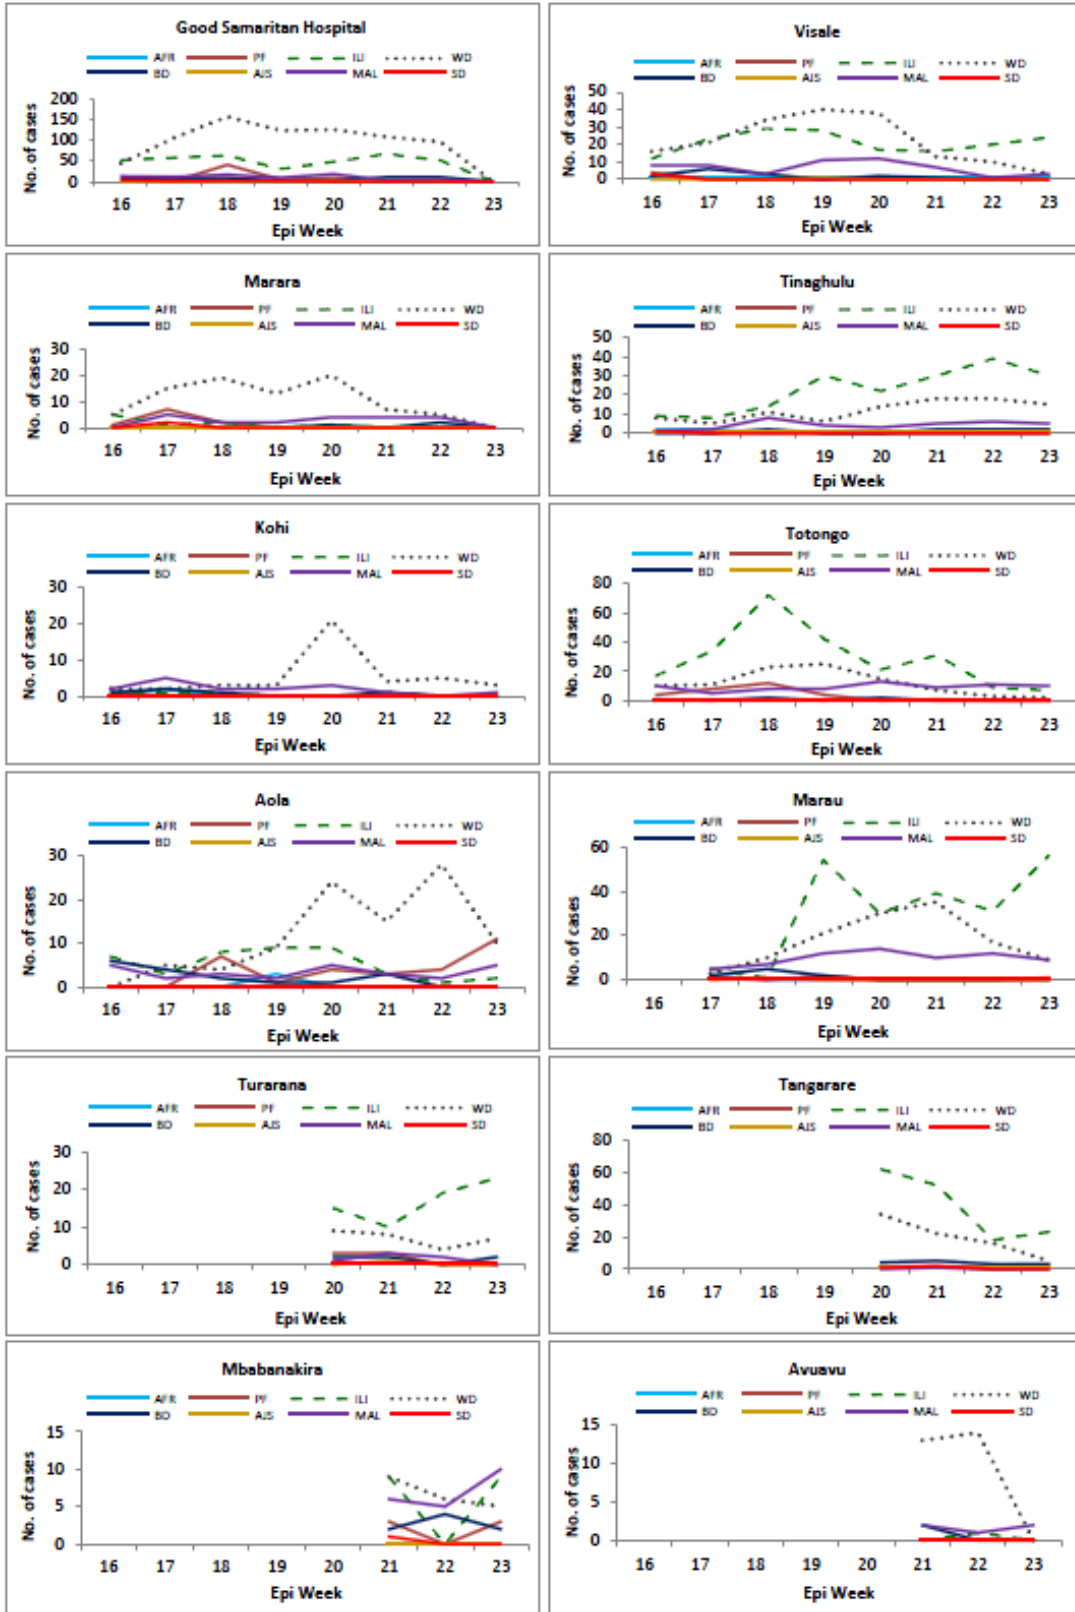 Good Samaritan Hospital
AFR PF ILI WD
BD AJS MAL SD
No. of cases
200
150
100
50
0
16 17 18 19 20 21 22 23
Epi Week
Visale
AFR PF ILI WD
BD AJS MAL SD
No. of cases
50
40
30
20
10
0
16 17 18 19 20 21 22 23
Epi Week
Marara
AFR PF ILI WD
BD AJS MAL SD
No. of cases
30
20
10
0
16 17 18 19 20 21 22 23
Epi Week
Tinaghulu
AFR PF ILI WD
BD AJS MAL SD
No. of cases
50
40
30
20
10
0
16 17 18 19 20 21 22 23
Epi Week
Kohi
AFR PF ILI WD
BD AJS MAL SD
No. of cases
30
20
10
0
16 17 18 19 20 21 22 23
Epi Week
Totongo
AFR PF ILI WD
BD AJS MAL SD
No. of cases
80
60
40
20
0
16 17 18 19 20 21 22 23
Epi Week
Aola
AFR PF ILI WD
BD AJS MAL SD
No. of cases
30
20
10
0
16 17 18 19 20 21 22 23
Epi Week
Marau
AFR PF ILI WD
BD AJS MAL SD
No. of cases
60
40
20
0
16 17 18 19 20 21 22 23
Epi Week
Turarana
AFR PF ILI WD
BD AJS MAL SD
No. of cases
30
20
10
0
16 17 18 19 20 21 22 23
Epi Week
Tangarare
AFR PF ILI WD
BD AJS MAL SD
No. of cases
80
60
40
20
0
16 17 18 19 20 21 22 23
Epi Week
Mbabanakira
AFR PF ILI WD
BD AJS MAL SD
No. of cases
15
10
5
0
16 17 18 19 20 21 22 23
Epi Week
Avuavu
AFR PF ILI WD
BD AJS MAL SD
No. of cases
15
10
5
0
16 17 18 19 20 21 22 23
Epi Week